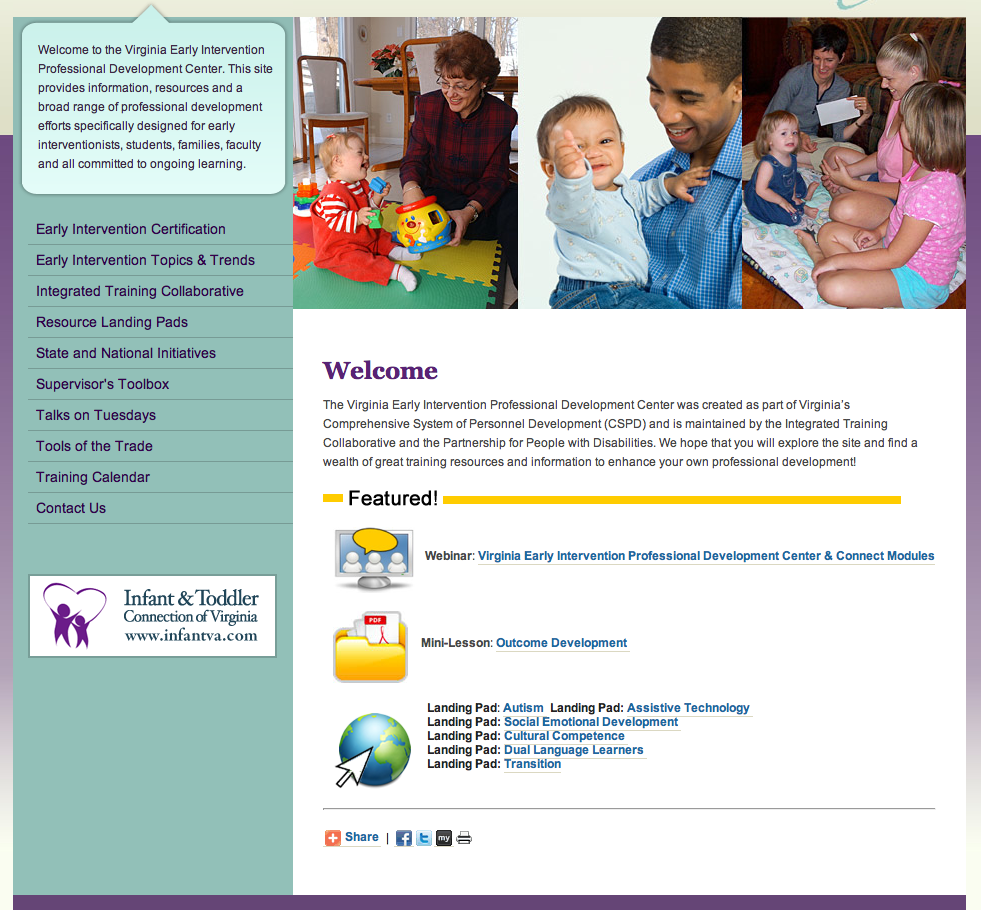 Welcome to the Virginia Early Intervention
Professional Development Center. This site
provides information, resources and a
broad range of professional development
efforts specifically designed for early
interventionists, students, families, faculty
and all committed to ongoing learning.
Early Intervention Certification
Early Intervention Topics & Trends
Integrated Training Collaborative
Resource Landing Pads
State and National Initiatives
Supervisor's Toolbox
Talks on Tuesdays
Tools of the Trade
Training Calendar
Contact Us
Infant & Toddler
Connection of Virginia
www.infantva.com
Welcome
The Virginia Early Intervention Professional Development Center was created as part of Virginia's
Comprehensive System of Personnel Development (CSPD) and is maintained by the Integrated Training
Collaborative and the Partnership for People with Disabilities. We hope that you will explore the site and find a
wealth of great training resources and information to enhance your own professional development!
Featured!
Webinar: Virginia Early Intervention Professional Development Center & Connect Modules
PDF
Mini-Lesson: Outcome Development
Landing Pad: Autism Landing Pad: Assistive Technology
Landing Pad: Social Emotional Development
Landing Pad: Cultural Competence
Landing Pad: Dual Language Learners
Landing Pad: Transition
Share | f t my